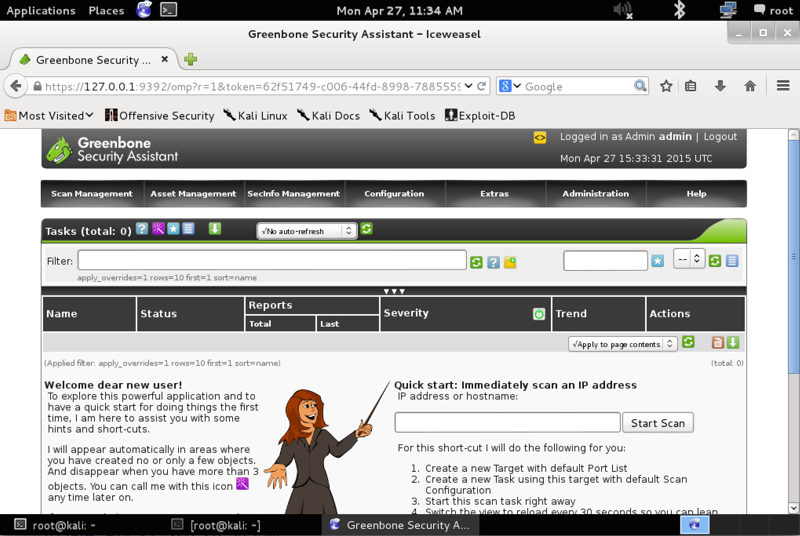 Applications Places Mon Apr 27, 11:34 AM root
Greenbone Security Assistant - Iceweasel
Greenbone Security Assistant - ...
https://127.0.0.1:9392/omp?r=1&token=62f51749-c006-44fd-8998-7885559 Google
Most Visited Offensive Security Kali Linux Kali Docs Kali Tools Exploit-DB
Greenbone
Security Assistant
Logged in as Admin admin | Logout
Mon Apr 27 15:33:31 2015 UTC
Scan Management Asset Management SecInfo Management Configuration Extras Administration Help
Tasks (total: 0) √No auto-refresh
Filter: --
apply_overrides=1 rows=10 first=1 sort=name
Name Status Reports Severity Trend Actions
Total Last
√Apply to page contents
(Applied filter: apply_overrides=1 rows=10 first=1 sort=name) (total: 0)
Welcome dear new user!
To explore this powerful application and to
have a quick start for doing things the first
time, I am here to assist you with some
hints and short-cuts.
I will appear automatically in areas where
you have created no or only a few objects.
And disappear when you have more than 3
objects. You can call me with this icon
any time later on.
Quick start: Immediately scan an IP address
IP address or hostname:
Start Scan
For this short-cut I will do the following for you:
1. Create a new Target with default Port List
2. Create a new Task using this target with default Scan
Configuration
3. Start this scan task right away
4. Switch the view to reload every 30 seconds so you can lean
root@kali: ~ [root@kali: ~] Greenbone Security A...